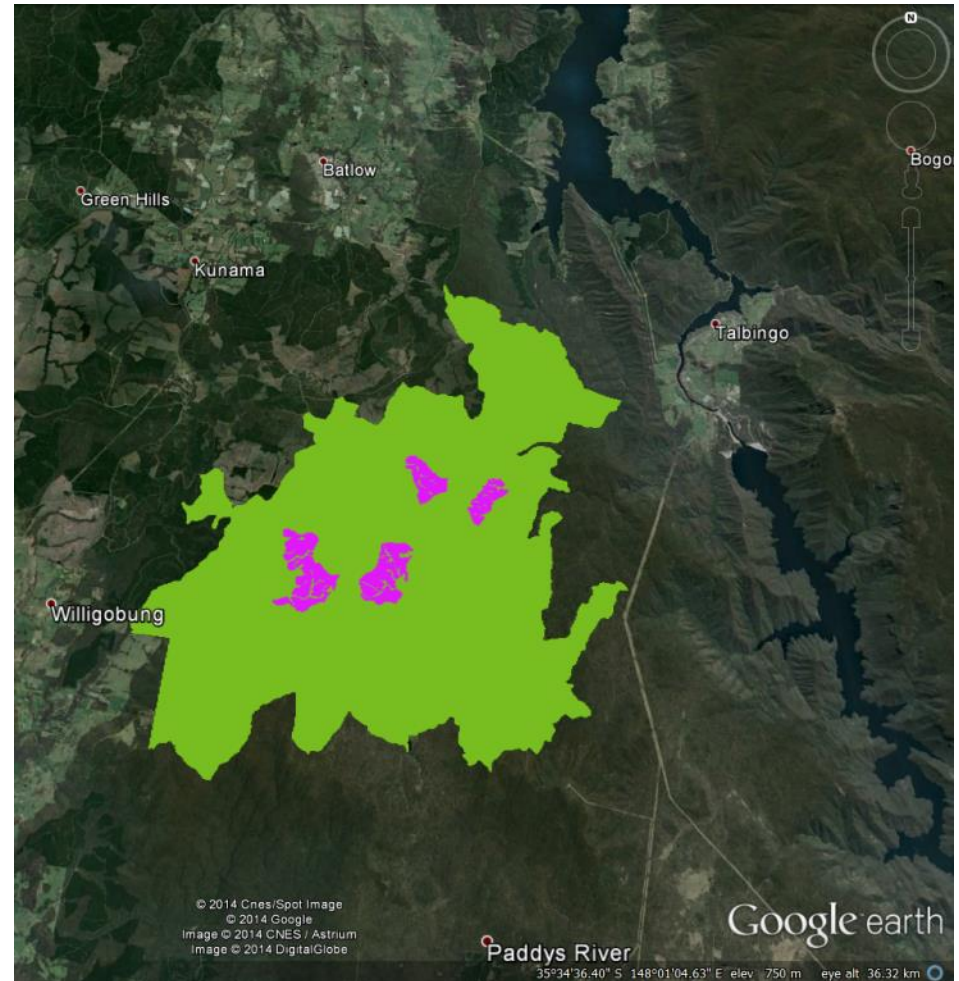 N
Batlow
Bogo
Green Hills
Kunama
Talbingo
Willigobung
© 2014 Cnes/Spot Image
© 2014 Google
Image © 2014 CNES / Astrium
Image © 2014 DigitalGlobe
Google earth
Paddys River
35°34'36.40" S 148°01'04.63" E elev 750 m eye alt 36.32 km